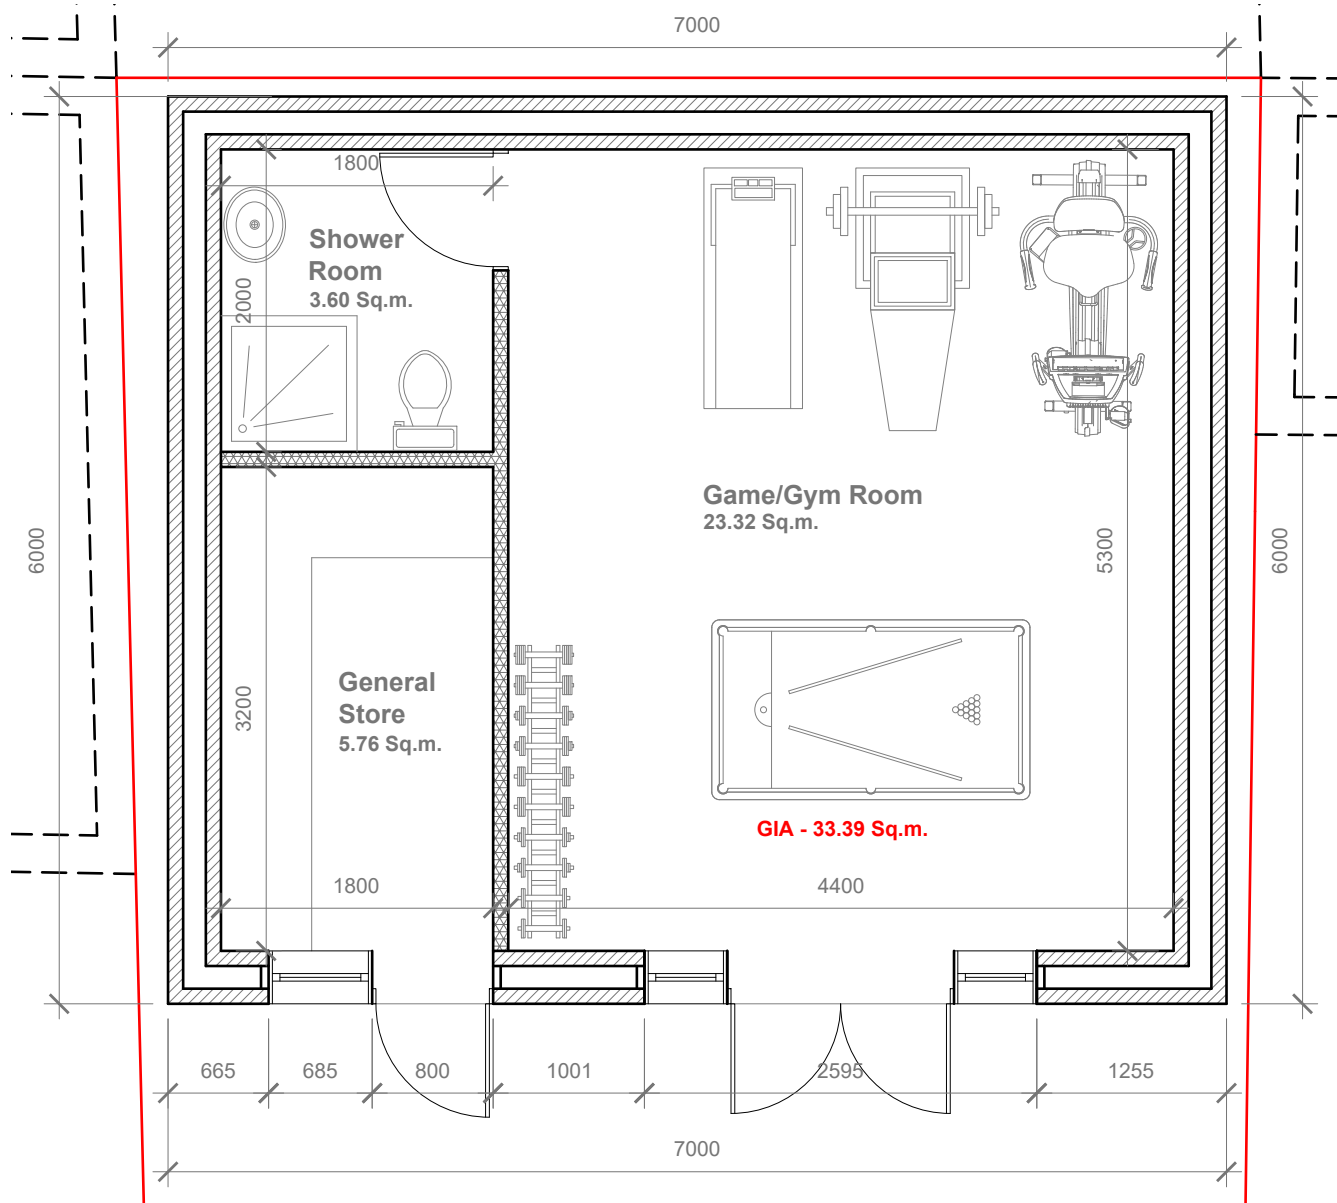 7000
1800
Shower
Room
3.60 Sq.m.
2000
Game/Gym Room
23.32 Sq.m.
6000
5300
6000
General
Store
5.76 Sq.m.
3200
GIA - 33.39 Sq.m.
1800
4400
665
685
800
1001
2595
1255
7000